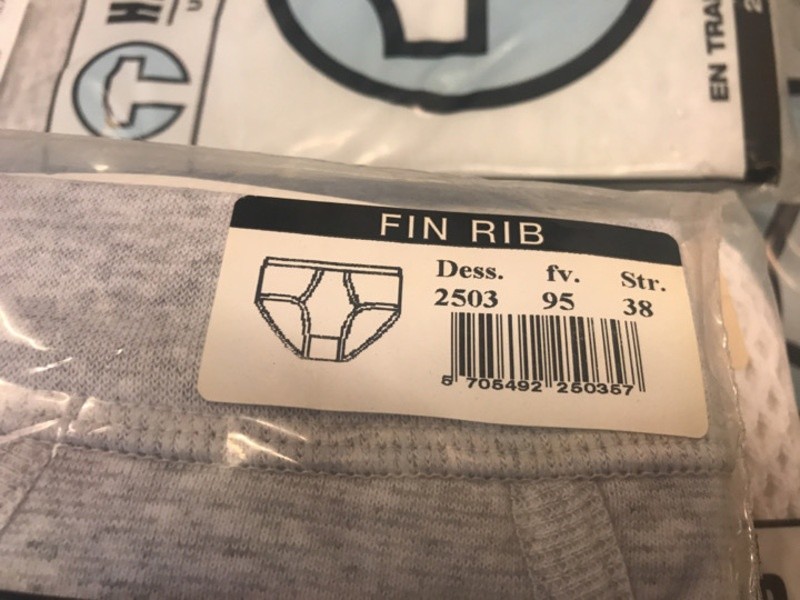 EN TRA
FIN RIB
Dess. fv. Str.
2503 95 38
5 705492 250357